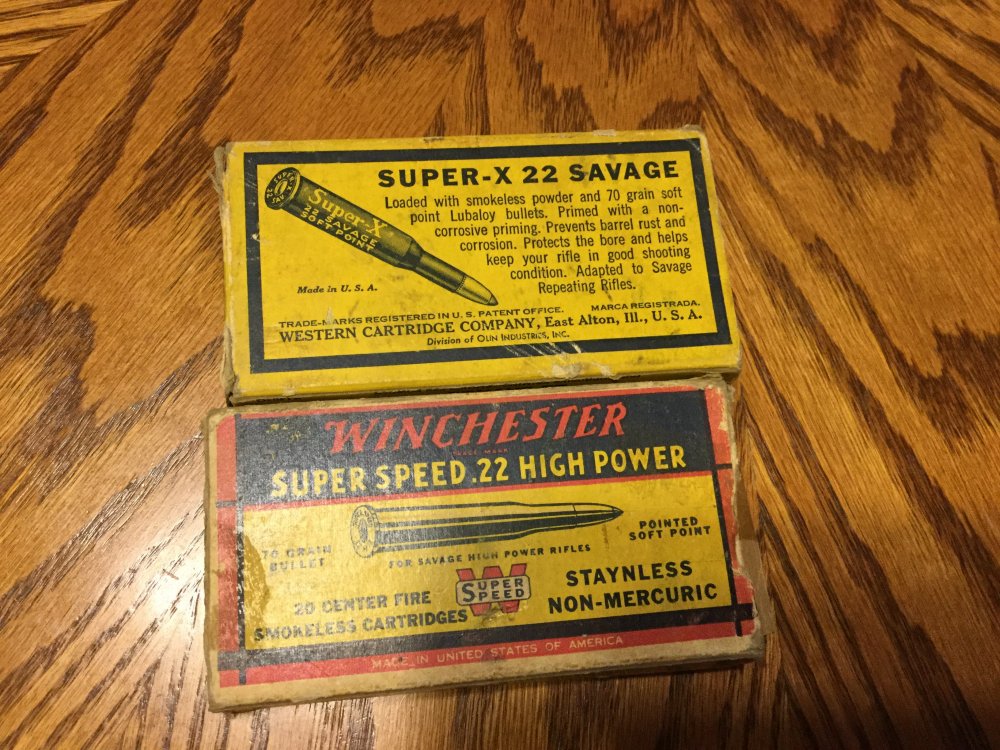 SUPER-X 22 SAVAGE
Loaded with smokeless powder and 70 grain soft
point Lubaloy bullets. Primed with a non-
corrosive priming. Prevents barrel rust and
corrosion. Protects the bore and helps
keep your rifle in good shooting
condition. Adapted to Savage
Repeating Rifles.
SUPER-X
22 SAV
Super-X
22 SAVAGE
SOFT POINT
Made in U. S. A.
TRADE-MARKS REGISTERED IN U. S. PATENT OFFICE. MARCA REGISTRADA.
WESTERN CARTRIDGE COMPANY, East Alton, Ill., U. S. A.
Division of OLIN INDUSTRIES, INC.
WINCHESTER
TRADE MARK
SUPER SPEED .22 HIGH POWER
70 GRAIN
BULLET
FOR SAVAGE HIGH POWER RIFLES
POINTED
SOFT POINT
20 CENTER FIRE
SMOKELESS CARTRIDGES
W
SUPER
SPEED
STAYNLESS
NON-MERCURIC
MADE IN UNITED STATES OF AMERICA